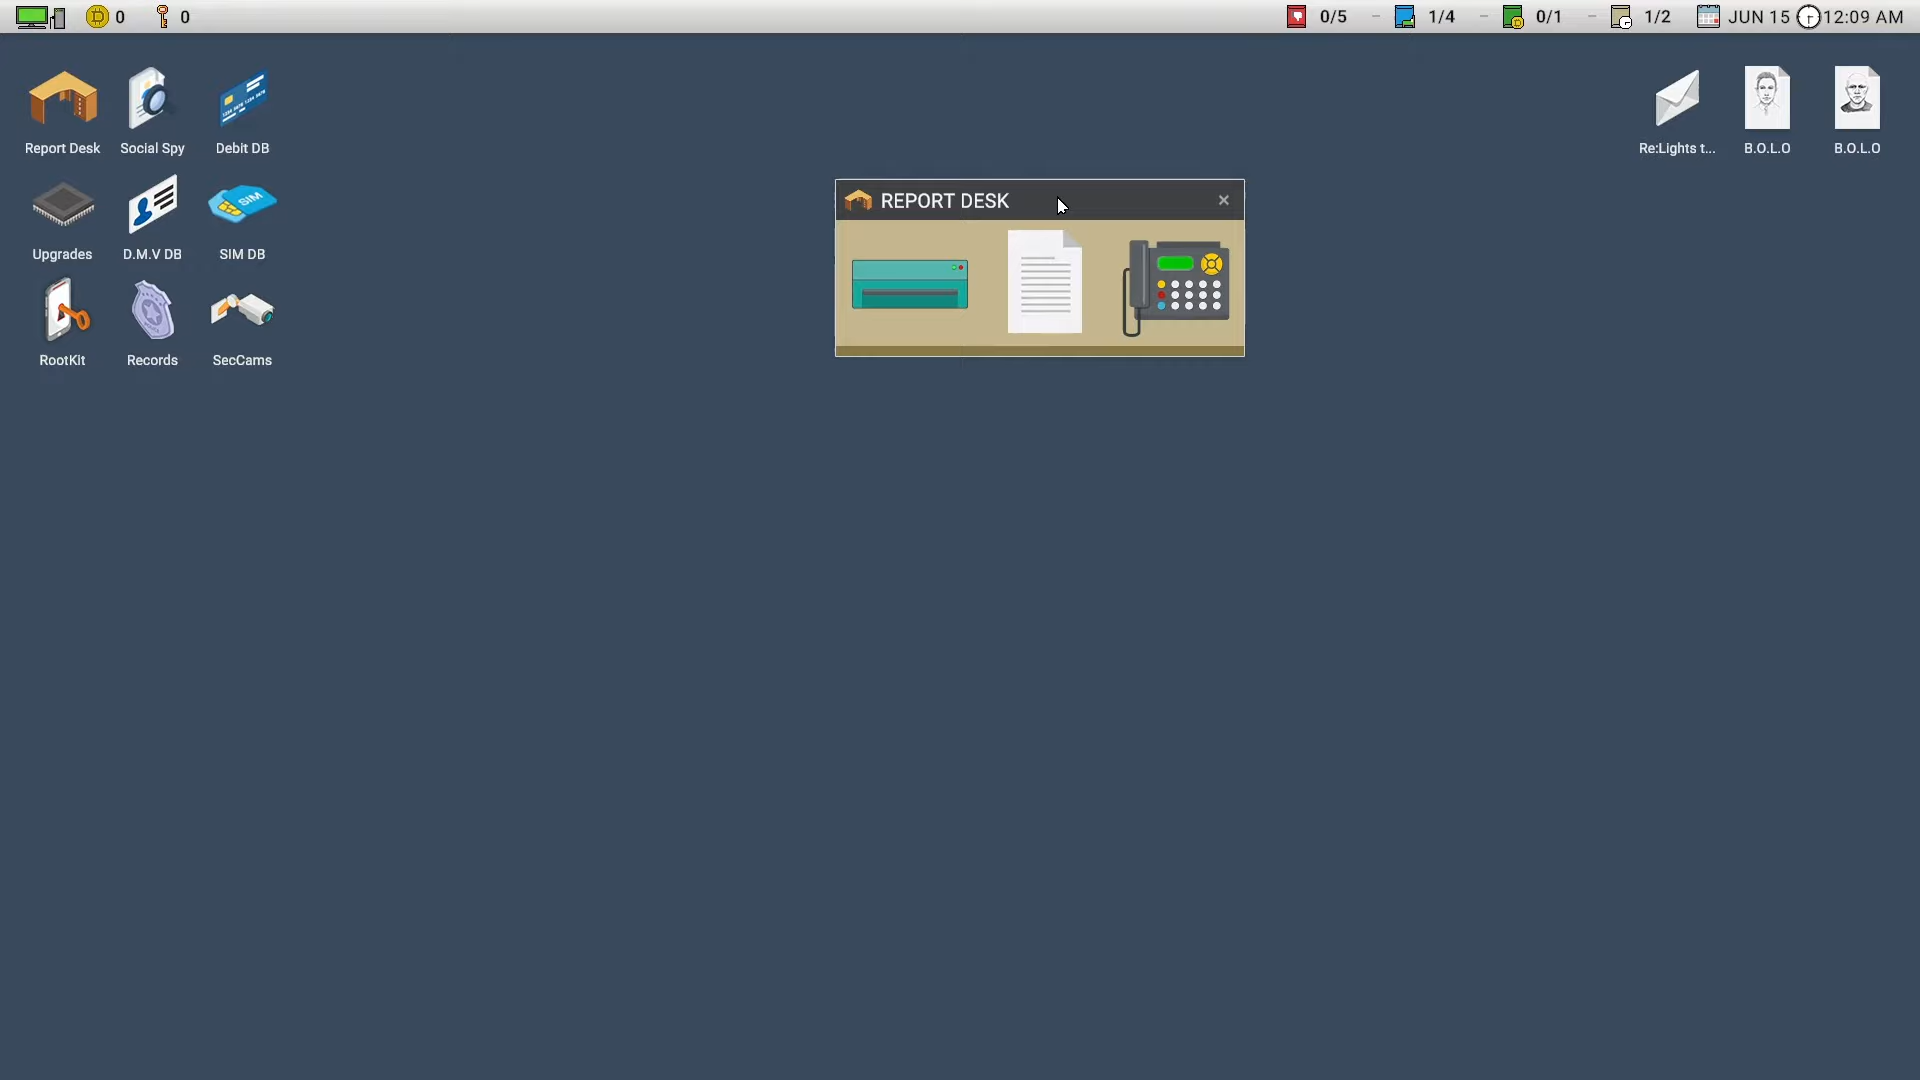 0 0 0/5 - 1/4 - 0/1 - 1/2 JUN 15 12:09 AM
Report Desk Social Spy Debit DB Re:Lights t... B.O.L.O B.O.L.O
REPORT DESK ×
Upgrades D.M.V DB SIM DB
RootKit Records SecCams